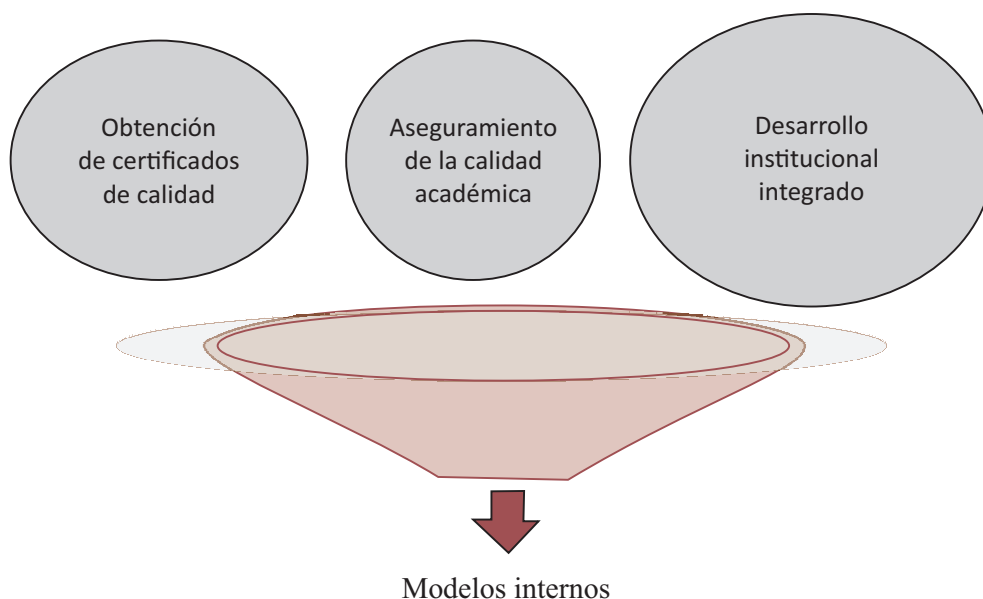 Obtención
de certificados
de calidad
Aseguramiento
de la calidad
académica
Desarrollo
institucional
integrado
Modelos internos